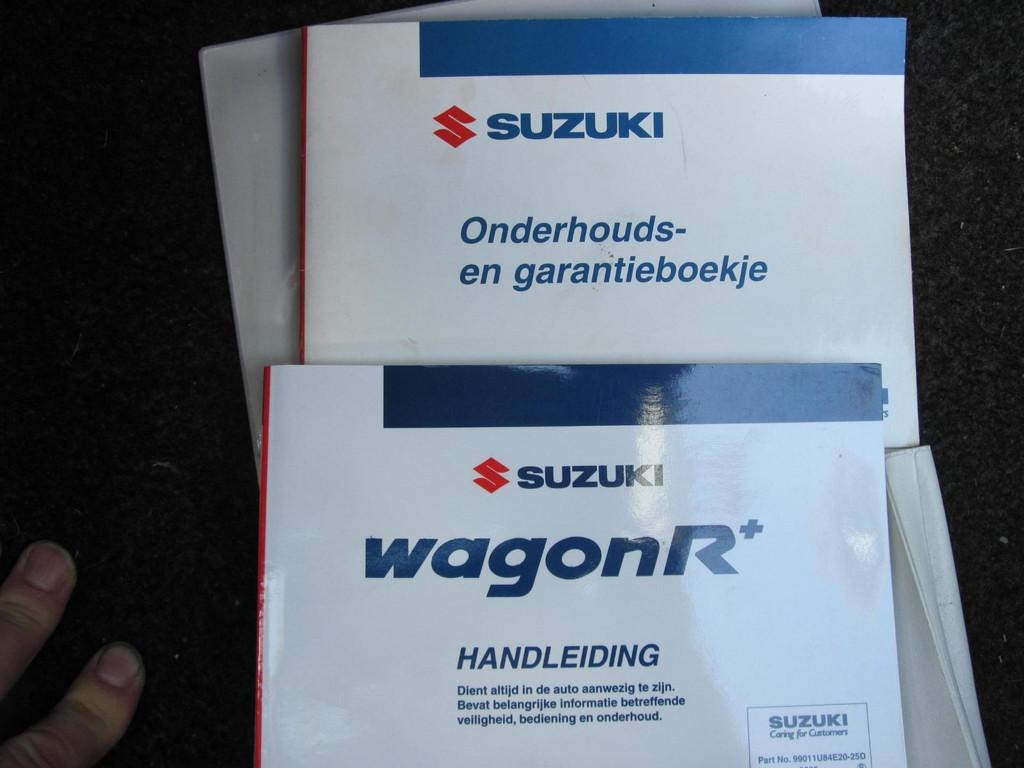 SUZUKI
Onderhouds-
en garantieboekje
SUZUKI
wagonR+
HANDLEIDING
Dient altijd in de auto aanwezig te zijn.
Bevat belangrijke informatie betreffende
veiligheid, bediening en onderhoud.
SUZUKI
Caring for Customers
Part No. 99011U84E20-25D